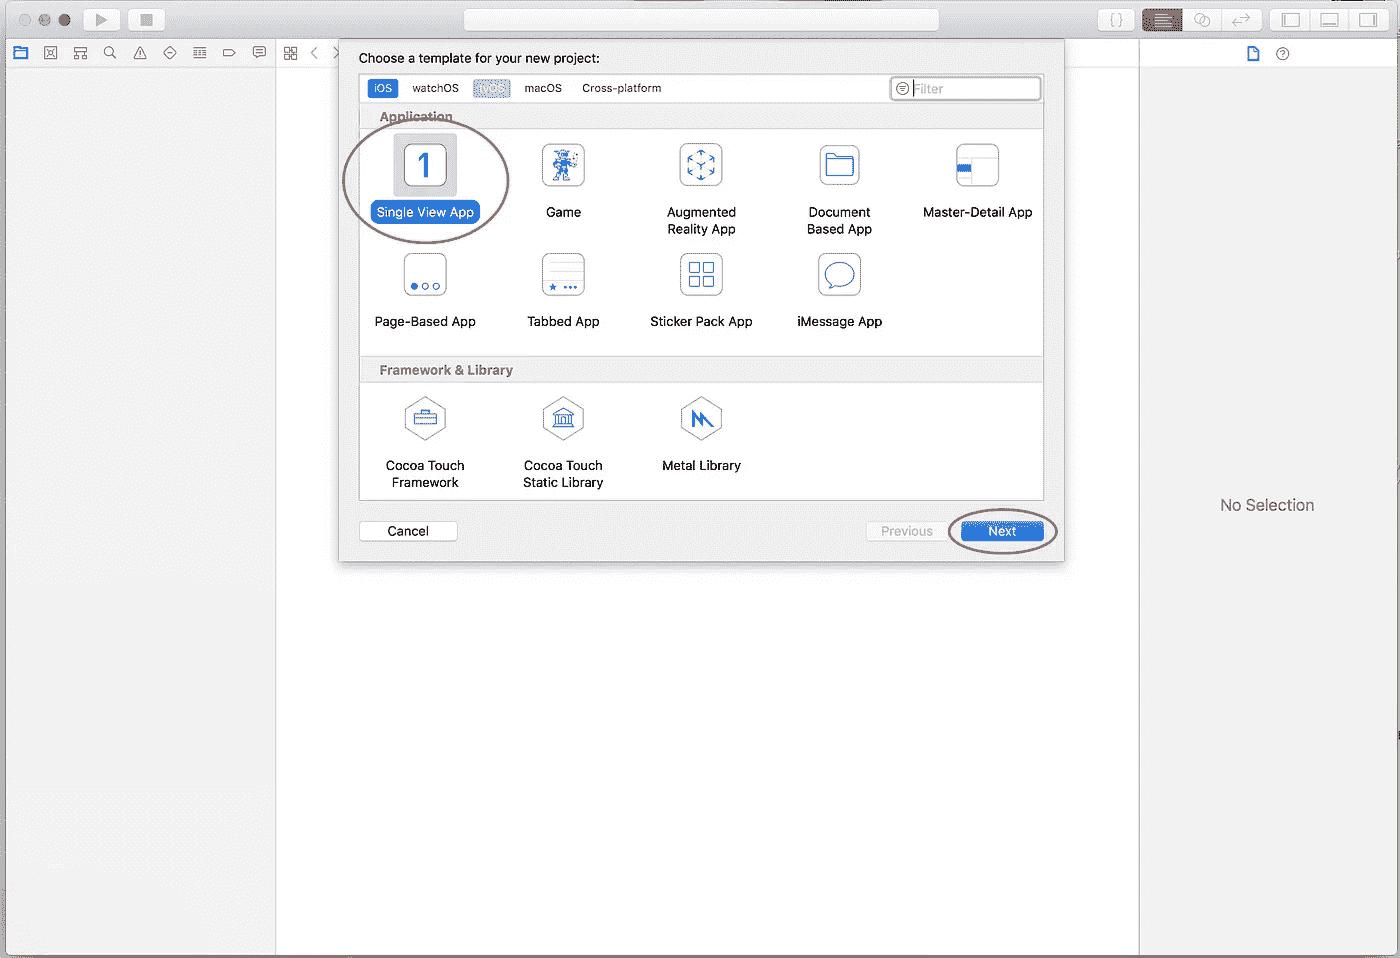 Choose a template for your new project:
iOS watchOS tvOS macOS Cross-platform Filter
Application
1
Single View App Game Augmented Reality App Document Based App Master-Detail App
Page-Based App Tabbed App Sticker Pack App iMessage App
Framework & Library
Cocoa Touch Framework Cocoa Touch Static Library Metal Library
No Selection
Cancel Previous Next